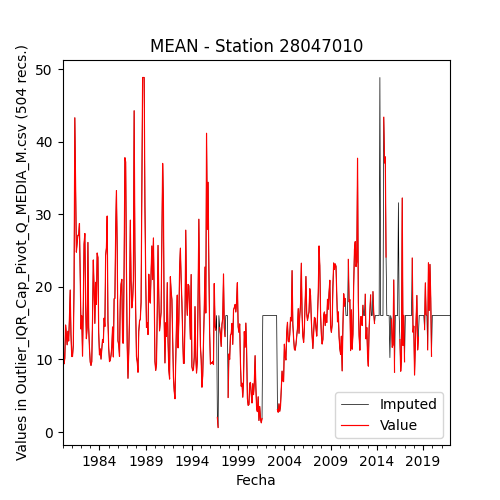 MEAN - Station 28047010
Values in Outlier_IQR_Cap_Pivot_Q_MEDIA_M.csv (504 recs.)
50
40
30
20
10
0
1984 1989 1994 1999 2004 2009 2014 2019
Fecha
Imputed
Value